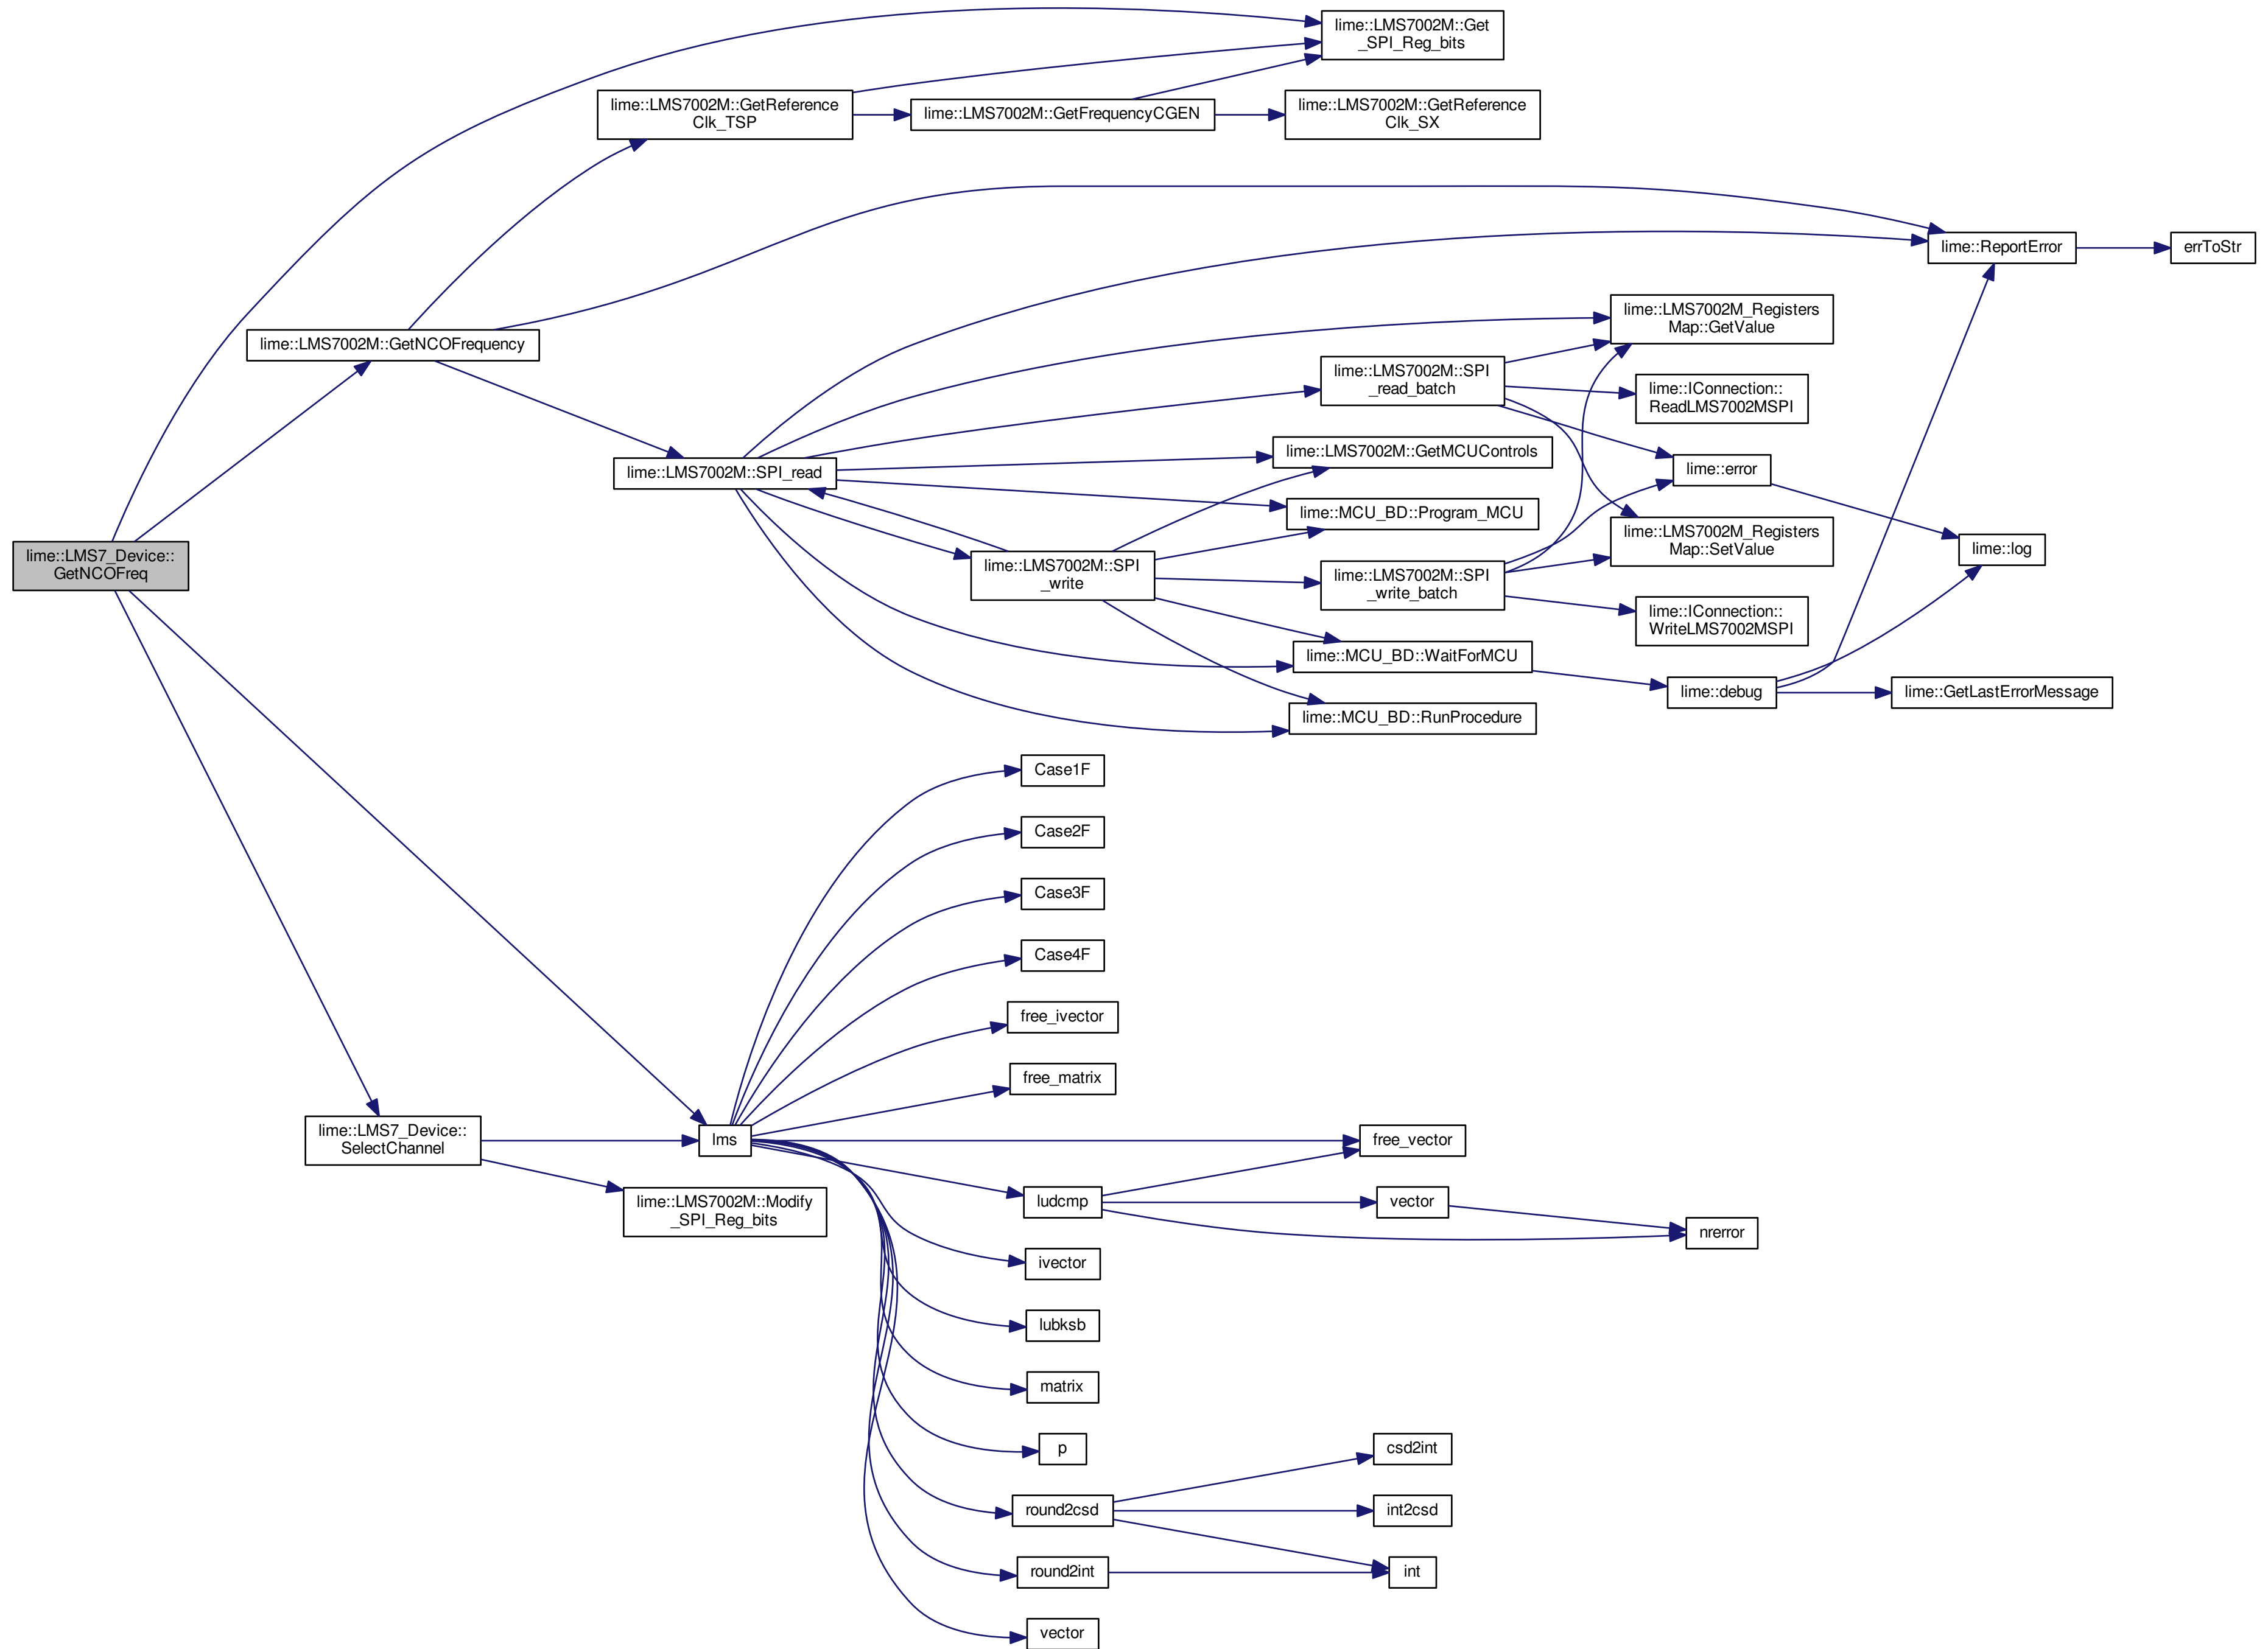 lime::LMS7_Device::
GetNCOFreq
lime::LMS7002M::GetNCOFrequency
lime::LMS7_Device::
SelectChannel
lime::LMS7002M::GetReference
Clk_TSP
lime::LMS7002M::SPI_read
lms
lime::LMS7002M::Modify
_SPI_Reg_bits
lime::LMS7002M::GetFrequencyCGEN
lime::LMS7002M::SPI
_write
Case1F
Case2F
Case3F
Case4F
free_ivector
free_matrix
ludcmp
ivector
lubksb
matrix
p
round2csd
round2int
vector
lime::LMS7002M::Get
_SPI_Reg_bits
lime::LMS7002M::GetReference
Clk_SX
lime::LMS7002M::SPI
_read_batch
lime::LMS7002M::GetMCUControls
lime::MCU_BD::Program_MCU
lime::LMS7002M::SPI
_write_batch
lime::MCU_BD::WaitForMCU
lime::MCU_BD::RunProcedure
free_vector
vector
csd2int
int2csd
int
lime::LMS7002M_Registers
Map::GetValue
lime::IConnection::
ReadLMS7002MSPI
lime::error
lime::LMS7002M_Registers
Map::SetValue
lime::IConnection::
WriteLMS7002MSPI
lime::debug
nrerror
lime::ReportError
lime::log
lime::GetLastErrorMessage
errToStr